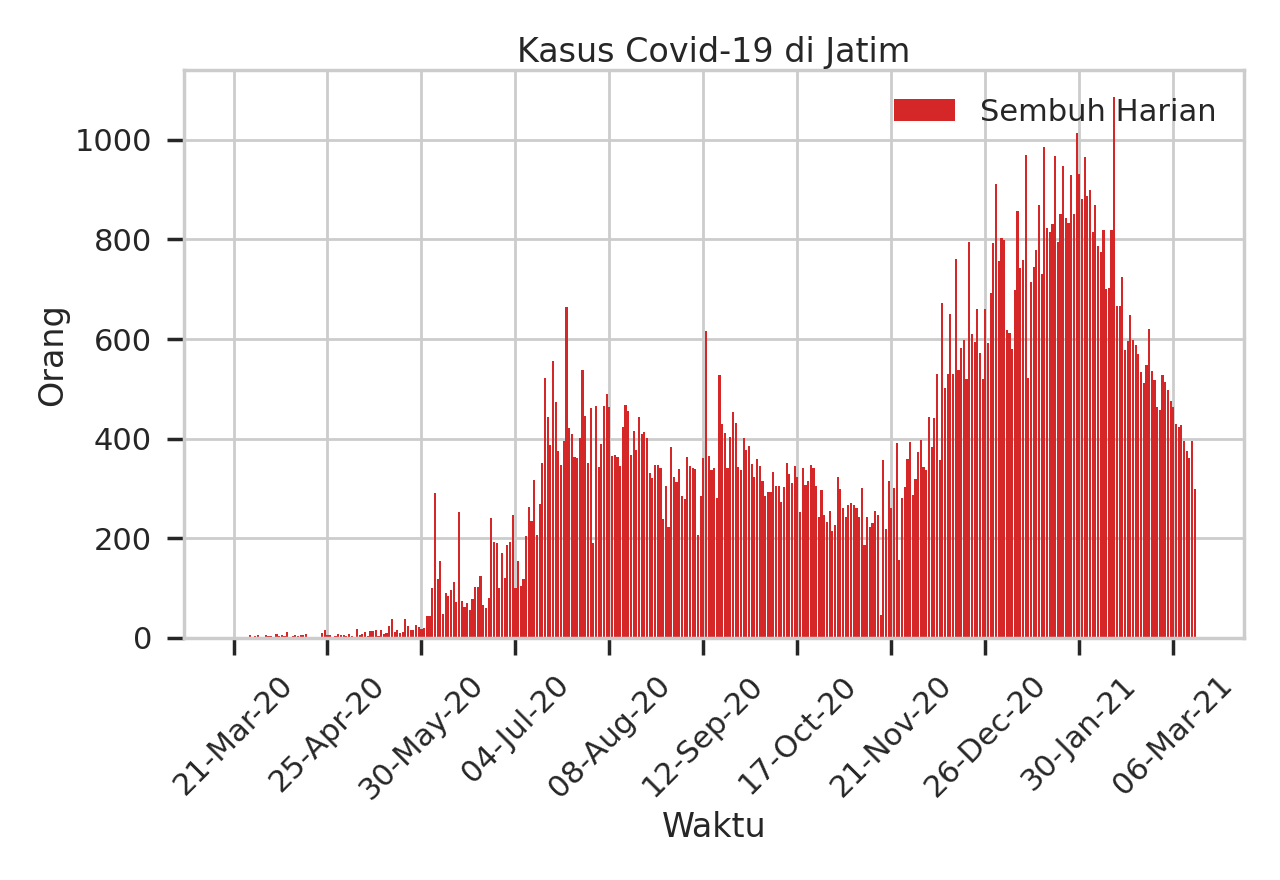 Kasus Covid-19 di Jatim
Sembuh Harian
1000
800
600
400
200
0
Orang
21-Mar-20
25-Apr-20
30-May-20
04-Jul-20
08-Aug-20
12-Sep-20
17-Oct-20
21-Nov-20
26-Dec-20
30-Jan-21
06-Mar-21
Waktu